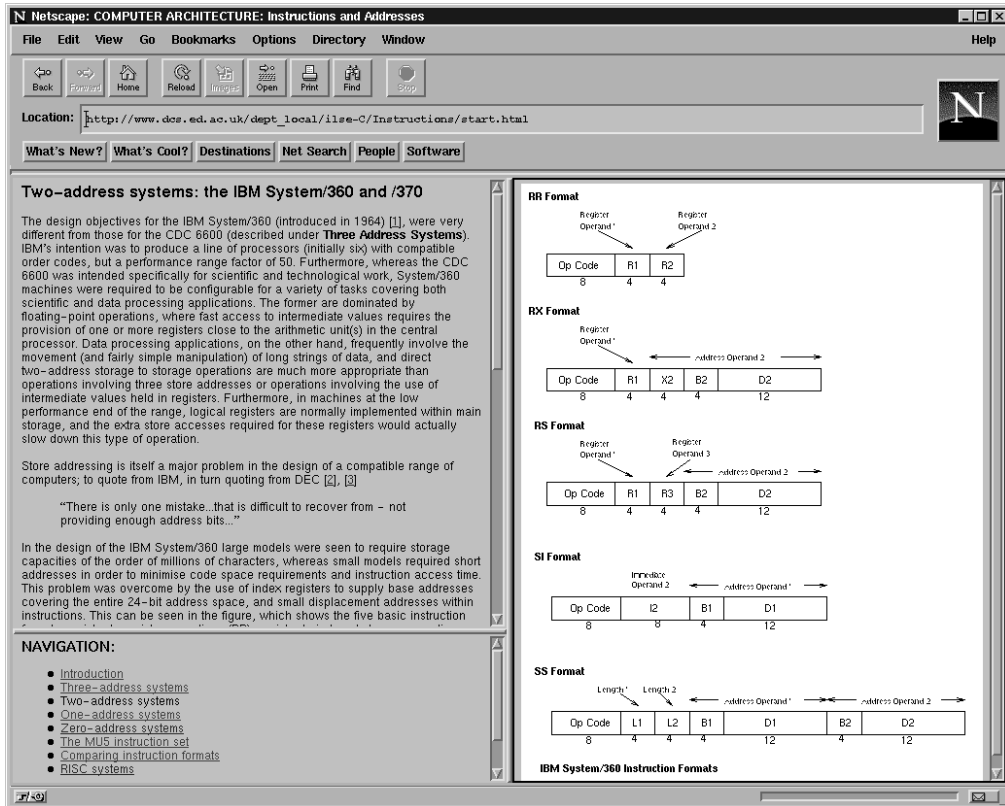 Netscape: COMPUTER ARCHITECTURE: Instructions and Addresses
File Edit View Go Bookmarks Options Directory Window Help
Back Forward Home Reload Images Open Print Find Stop
Location: http://www.dcs.ed.ac.uk/dept_local/ilse-C/Instructions/start.html
N
What's New? What's Cool? Destinations Net Search People Software
Two-address systems: the IBM System/360 and /370
The design objectives for the IBM System/360 (introduced in 1964) [1], were very
different from those for the CDC 6600 (described under Three Address Systems).
IBM's intention was to produce a line of processors (initially six) with compatible
order codes, but a performance range factor of 50. Furthermore, whereas the CDC
6600 was intended specifically for scientific and technological work, System/360
machines were required to be configurable for a variety of tasks covering both
scientific and data processing applications. The former are dominated by
floating-point operations, where fast access to intermediate values requires the
provision of one or more registers close to the arithmetic unit(s) in the central
processor. Data processing applications, on the other hand, frequently involve the
movement (and fairly simple manipulation) of long strings of data, and direct
two-address storage to storage operations are much more appropriate than
operations involving three store addresses or operations involving the use of
intermediate values held in registers. Furthermore, in machines at the low
performance end of the range, logical registers are normally implemented within main
storage, and the extra store accesses required for these registers would actually
slow down this type of operation.
Store addressing is itself a major problem in the design of a compatible range of
computers; to quote from IBM, in turn quoting from DEC [2], [3]
“There is only one mistake...that is difficult to recover from - not
providing enough address bits...”
In the design of the IBM System/360 large models were seen to require storage
capacities of the order of millions of characters, whereas small models required short
addresses in order to minimise code space requirements and instruction access time.
This problem was overcome by the use of index registers to supply base addresses
covering the entire 24-bit address space, and small displacement addresses within
instructions. This can be seen in the figure, which shows the five basic instruction
NAVIGATION:
Introduction
Three-address systems
Two-address systems
One-address systems
Zero-address systems
The MU5 instruction set
Comparing instruction formats
RISC systems
RR Format
Register Register
Operand 1 Operand 2
Op Code R1 R2
8 4 4
RX Format
Register
Operand 1 Address Operand 2
Op Code R1 X2 B2 D2
8 4 4 4 12
RS Format
Register Register
Operand 1 Operand 3 Address Operand 2
Op Code R1 R3 B2 D2
8 4 4 4 12
SI Format
Immediate
Operand 2 Address Operand 1
Op Code I2 B1 D1
8 8 4 12
SS Format
Length 1 Length 2 Address Operand 1 Address Operand 2
Op Code L1 L2 B1 D1 B2 D2
8 4 4 4 12 4 12
IBM System/360 Instruction Formats